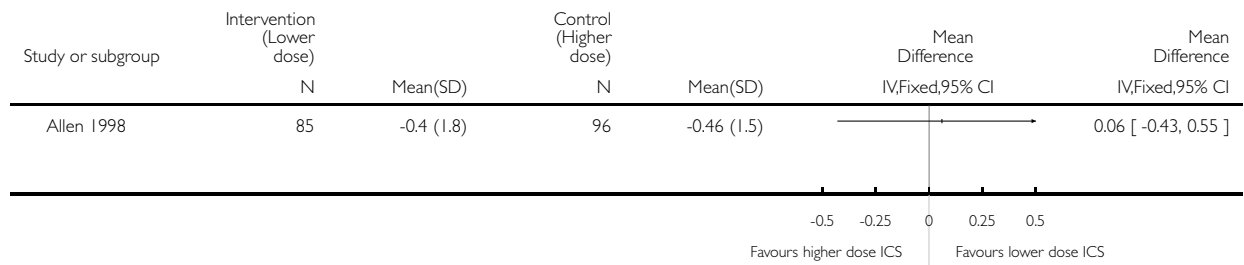 Study or subgroup Intervention (Lower dose) Control (Higher dose) Mean Difference Mean Difference
N Mean(SD) N Mean(SD) IV,Fixed,95% CI IV,Fixed,95% CI
Allen 1998 85 -0.4 (1.8) 96 -0.46 (1.5) 0.06 [ -0.43, 0.55 ]
-0.5 -0.25 0 0.25 0.5
Favours higher dose ICS Favours lower dose ICS